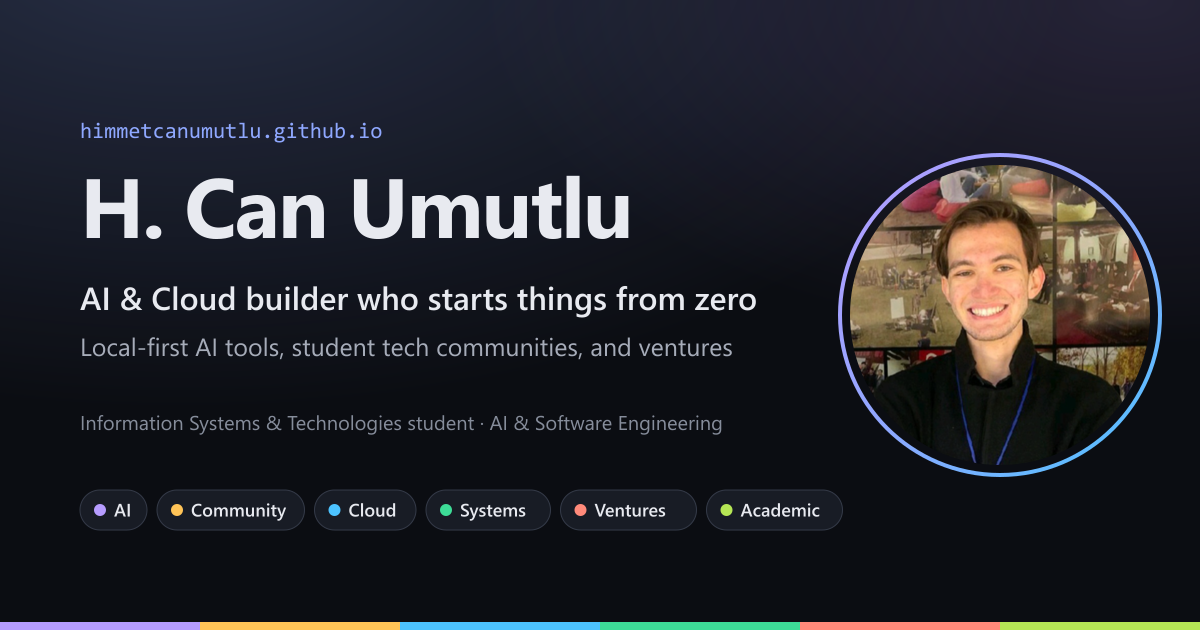 himmetcanumutlu.github.io
H. Can Umutlu
AI & Cloud builder who starts things from zero
Local-first AI tools, student tech communities, and ventures
Information Systems & Technologies student · AI & Software Engineering
AI Community Cloud Systems Ventures Academic